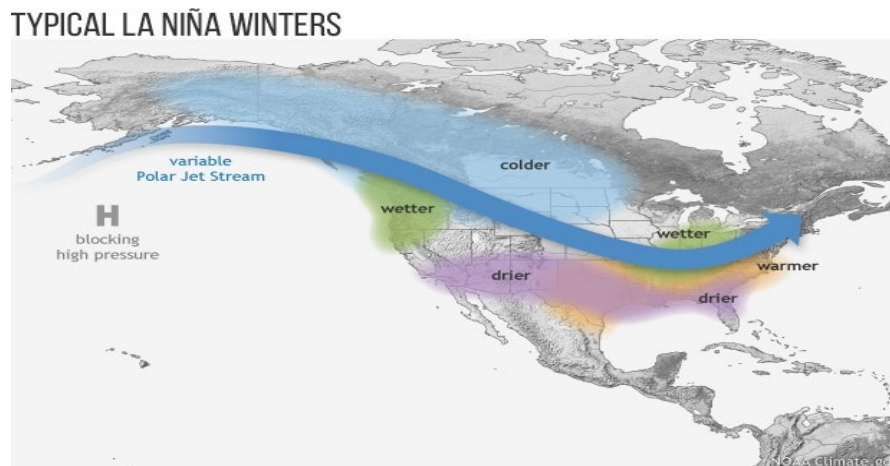 TYPICAL LA NIÑA WINTERS
variable
Polar Jet Stream
colder
H
blocking
high pressure
wetter
wetter
warmer
drier
drier
NOAA Climate.go